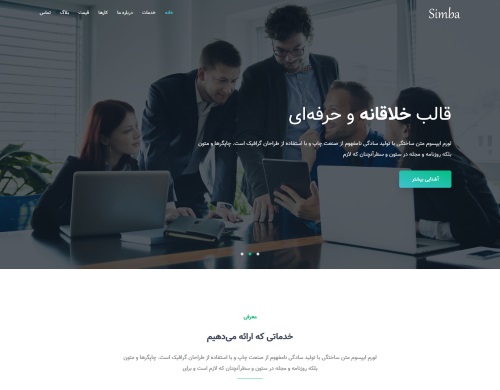 Simba
خانه خدمات درباره ما کارها قیمت بلاگ تماس
قالب خلاقانه و حرفه‌ای
لورم ایپسوم متن ساختگی با تولید سادگی نامفهوم از صنعت چاپ و با استفاده از طراحان گرافیک است. چاپگرها و متون
بلکه روزنامه و مجله در ستون و سطرآنچنان که لازم
آشنایی بیشتر
معرفی
خدماتی که ارائه می‌دهیم
لورم ایپسوم متن ساختگی با تولید سادگی نامفهوم از صنعت چاپ و با استفاده از طراحان گرافیک است. چاپگرها و متون
بلکه روزنامه و مجله در ستون و سطرآنچنان که لازم است و برای